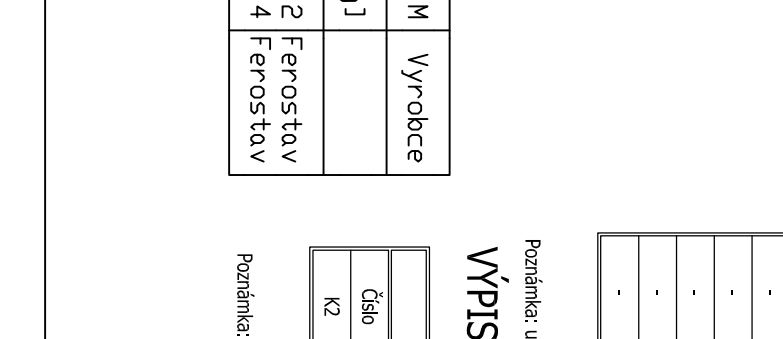 M Vyrobce
]
2 Ferostav
4 Ferostav
- - - - -
Poznámka: u
VÝPIS
Číslo
K2
Poznámka: